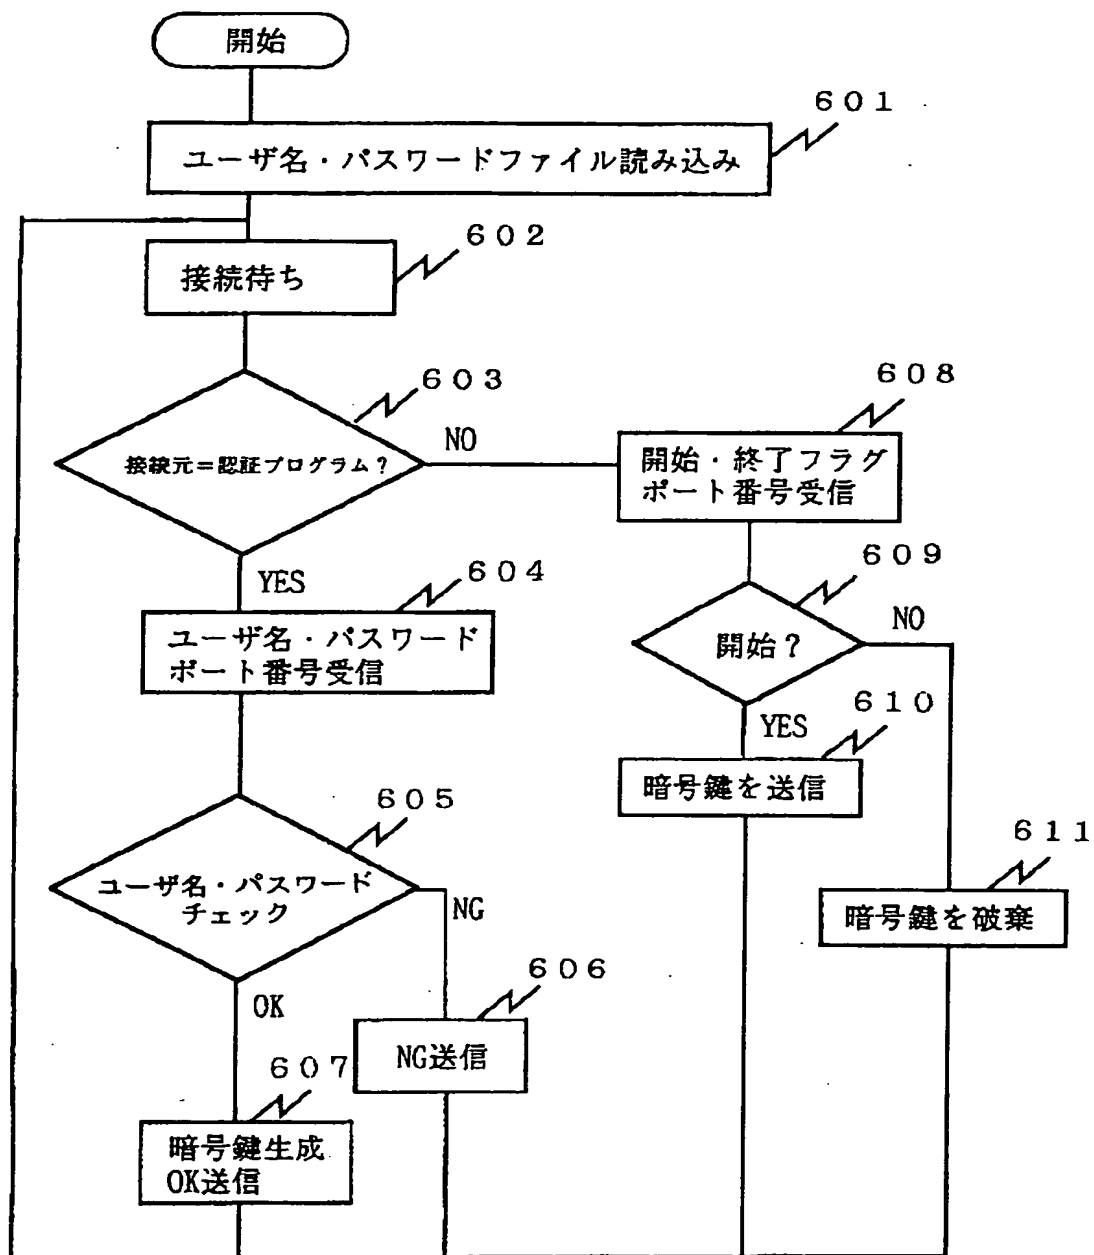 開始
601
ユーザ名・パスワードファイル読み込み
602
接続待ち
603
接続元=認証プログラム?
NO
YES
604
ユーザ名・パスワード
ポート番号受信
605
ユーザ名・パスワード
チェック
NG
OK
606
NG送信
607
暗号鍵生成
OK送信
608
開始・終了フラグ
ポート番号受信
609
開始?
NO
YES
610
暗号鍵を送信
611
暗号鍵を破棄